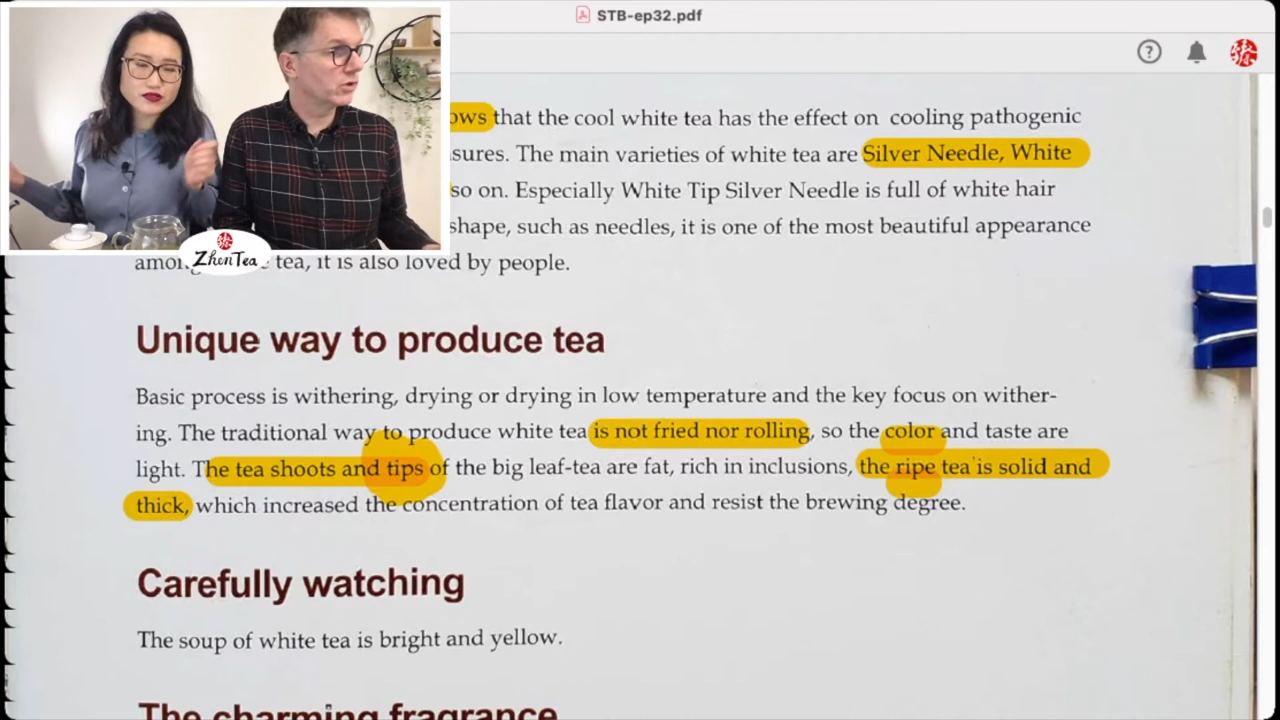 STB-ep32.pdf
ows that the cool white tea has the effect on cooling pathogenic
sures. The main varieties of white tea are Silver Needle, White
so on. Especially White Tip Silver Needle is full of white hair
shape, such as needles, it is one of the most beautiful appearance
tea, it is also loved by people.
ZhenTea
Unique way to produce tea
Basic process is withering, drying or drying in low temperature and the key focus on wither-
ing. The traditional way to produce white tea is not fried nor rolling, so the color and taste are
light. The tea shoots and tips of the big leaf-tea are fat, rich in inclusions, the ripe tea is solid and
thick, which increased the concentration of tea flavor and resist the brewing degree.
Carefully watching
The soup of white tea is bright and yellow.
The charming fragrance